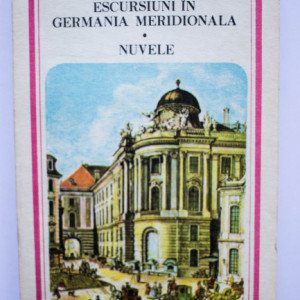 ESCURSIUNI ÎN
GERMANIA MERIDIONALA
•
NUVELE